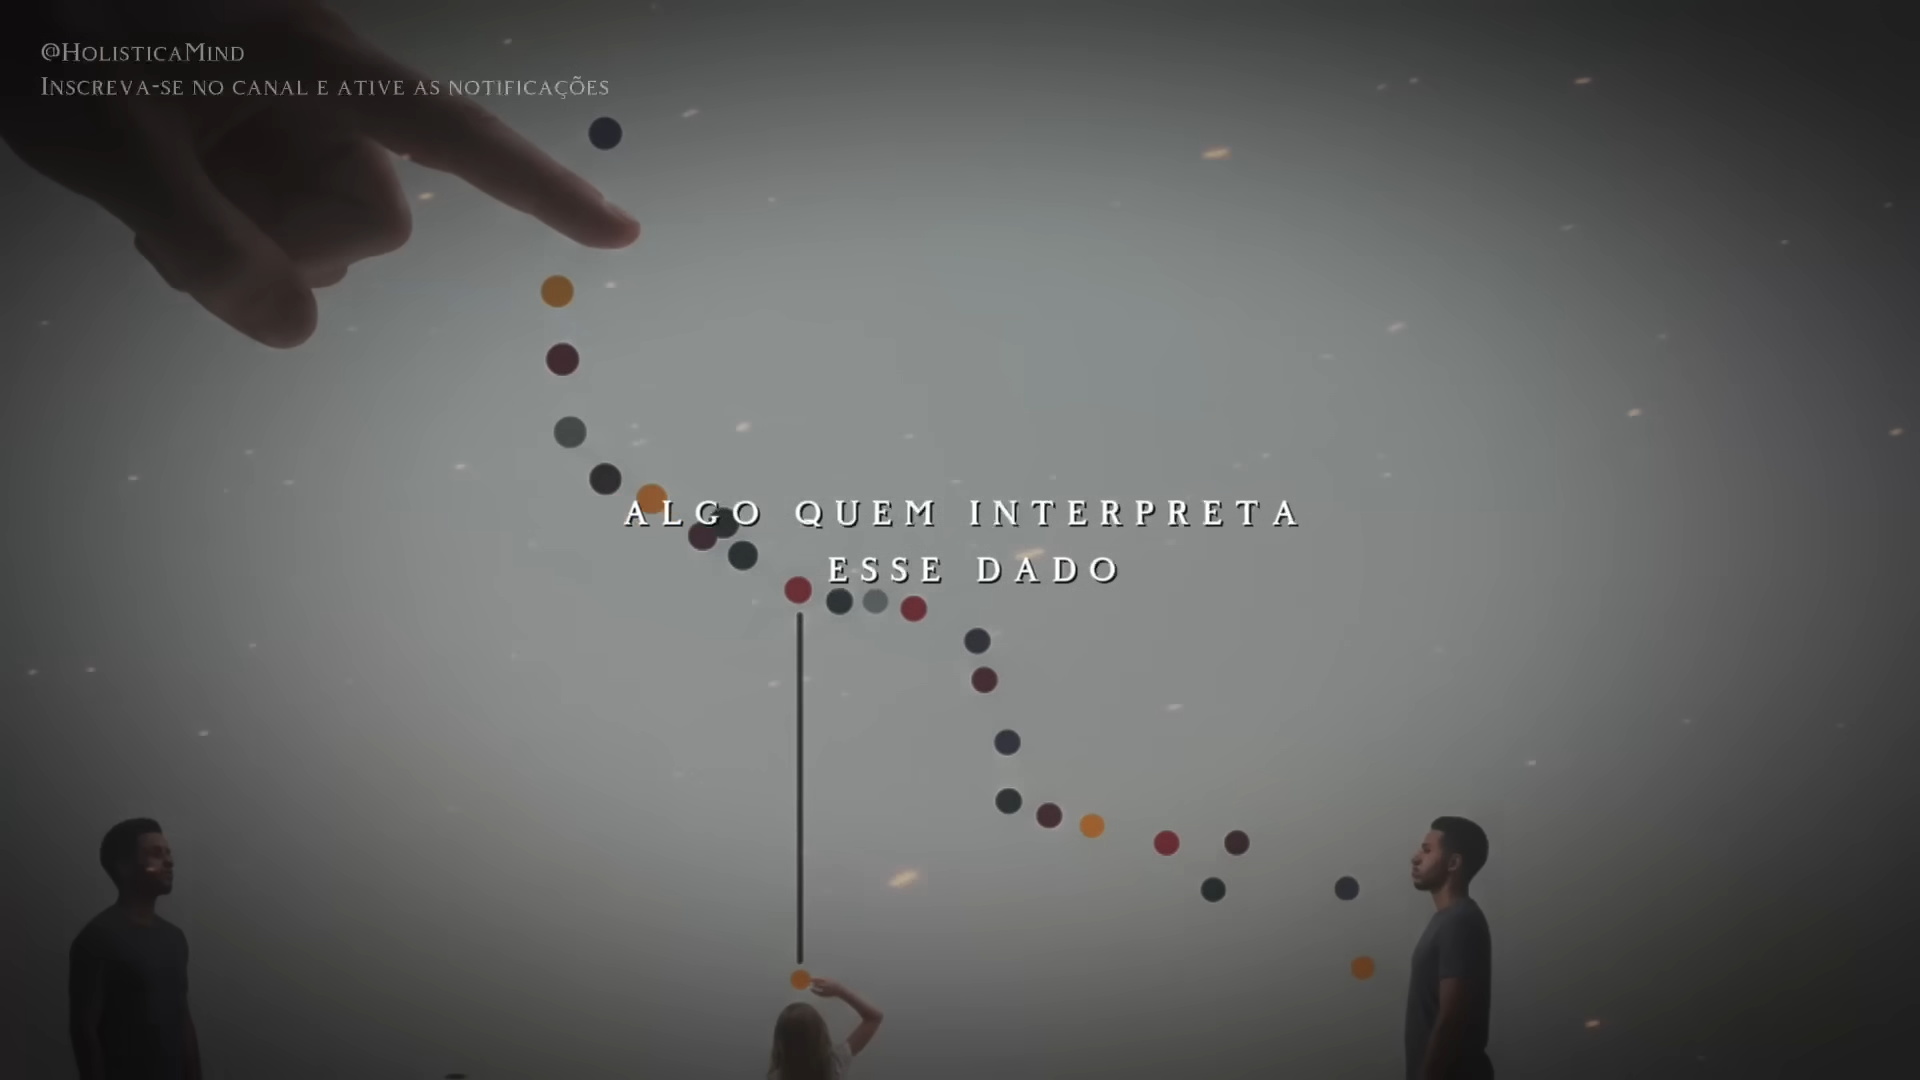 @HolisticaMind
Inscreva-se no canal e ative as notificações
ALGO QUEM INTERPRETA
ESSE DADO